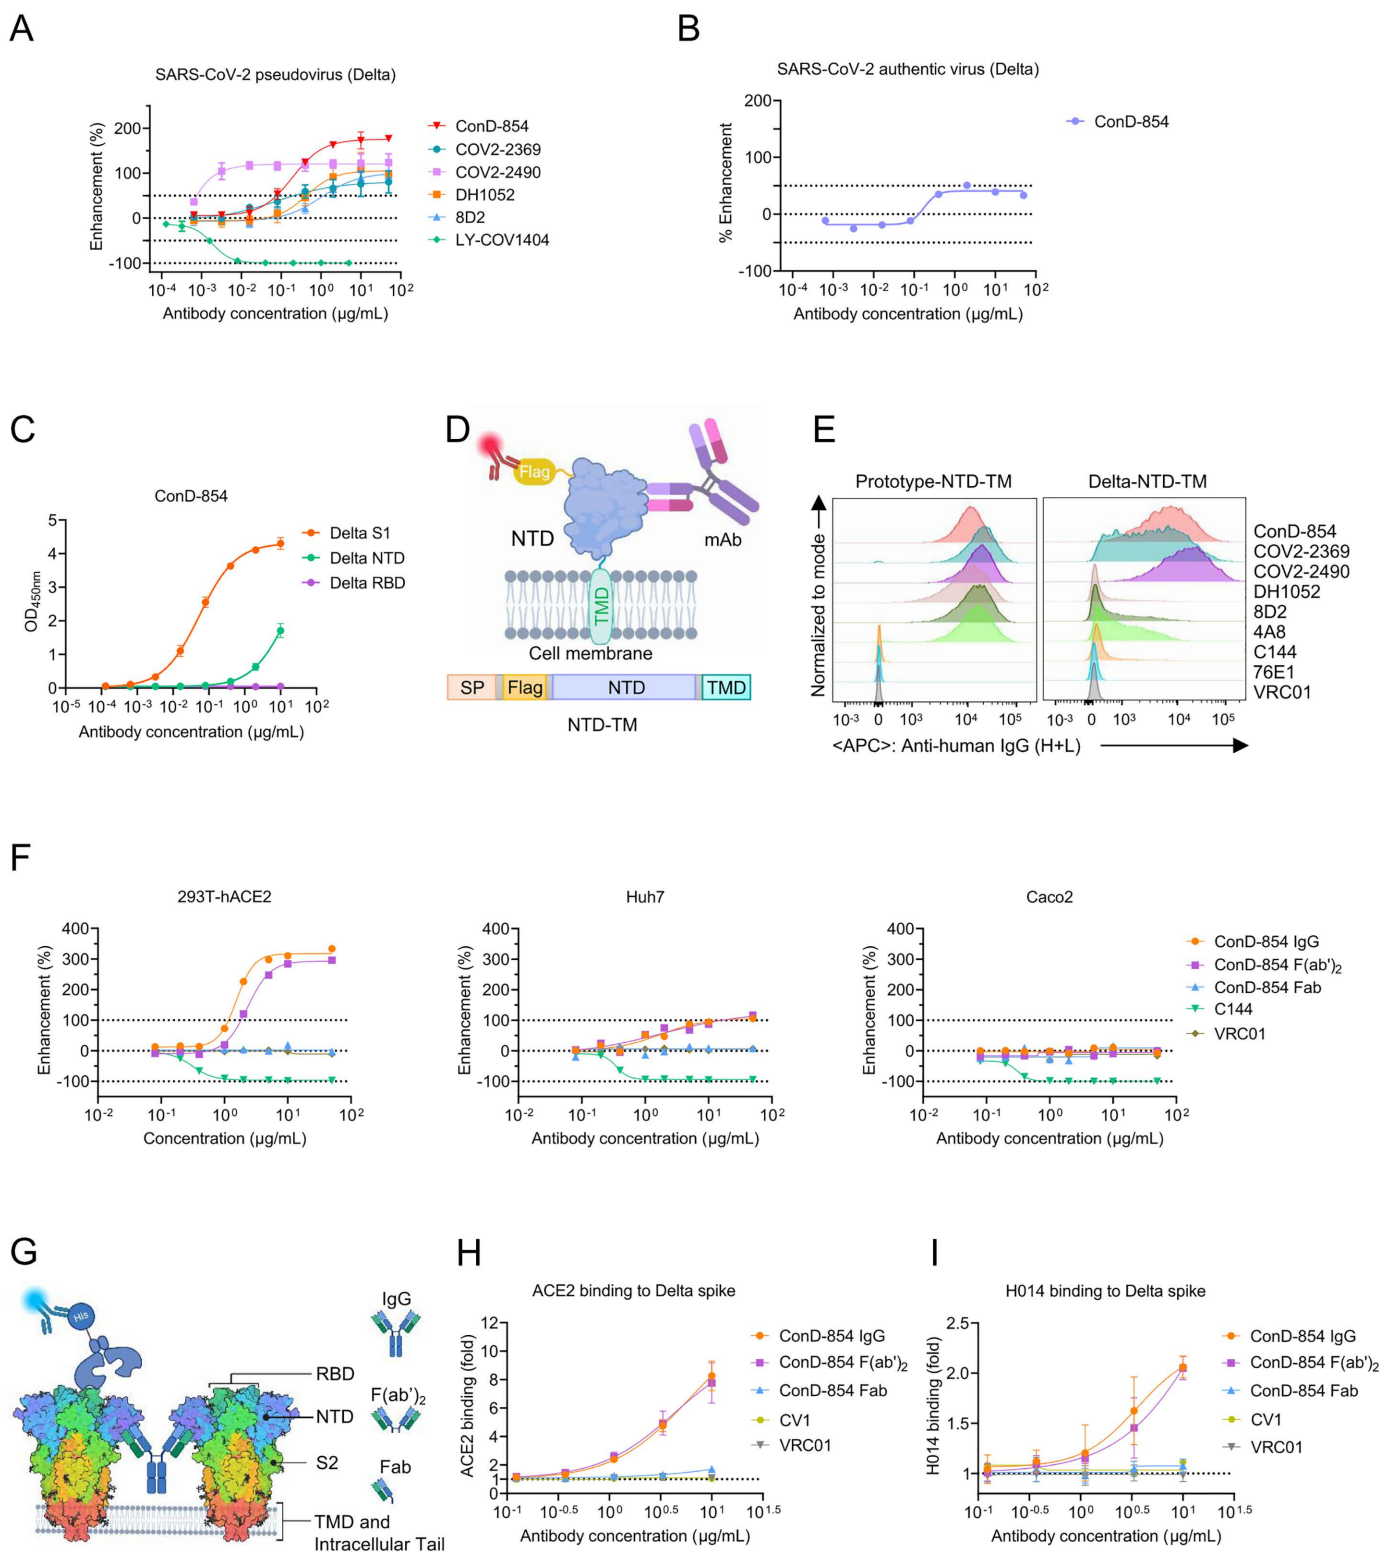 A
SARS-CoV-2 pseudovirus (Delta)
Enhancement (%)
200
100
0
-100
10-4
10-3
10-2
10-1
100
101
102
Antibody concentration (µg/mL)
ConD-854
COV2-2369
COV2-2490
DH1052
8D2
LY-COV1404
B
SARS-CoV-2 authentic virus (Delta)
% Enhancement
200
100
0
-100
10-4
10-3
10-2
10-1
100
101
102
Antibody concentration (µg/mL)
ConD-854
C
ConD-854
OD450nm
5
4
3
2
1
0
10-5
10-4
10-3
10-2
10-1
100
101
102
Antibody concentration (µg/mL)
Delta S1
Delta NTD
Delta RBD
D
Flag
NTD
mAb
TMD
Cell membrane
SP Flag NTD TMD
NTD-TM
E
Prototype-NTD-TM
Delta-NTD-TM
Normalized to mode
ConD-854
COV2-2369
COV2-2490
DH1052
8D2
4A8
C144
76E1
VRC01
-10-3 0 103 104 105
-10-3 0 103 104 105
<APC>: Anti-human IgG (H+L)
F
293T-hACE2
Enhancement (%)
400
300
200
100
0
-100
10-2
10-1
100
101
102
Concentration (µg/mL)
Huh7
Enhancement (%)
400
300
200
100
0
-100
10-2
10-1
100
101
102
Antibody concentration (µg/mL)
Caco2
Enhancement (%)
400
300
200
100
0
-100
10-2
10-1
100
101
102
Antibody concentration (µg/mL)
ConD-854 IgG
ConD-854 F(ab')2
ConD-854 Fab
C144
VRC01
G
His
IgG
RBD
F(ab')2
NTD
S2
Fab
TMD and
Intracellular Tail
H
ACE2 binding to Delta spike
ACE2 binding (fold)
12
10
8
6
4
2
1
0
10-1
10-0.5
100
100.5
101
101.5
Antibody concentration (µg/mL)
ConD-854 IgG
ConD-854 F(ab')2
ConD-854 Fab
CV1
VRC01
I
H014 binding to Delta spike
H014 binding (fold)
2.5
2.0
1.5
1
10-1
10-0.5
100
100.5
101
101.5
Antibody concentration (µg/mL)
ConD-854 IgG
ConD-854 F(ab')2
ConD-854 Fab
CV1
VRC01